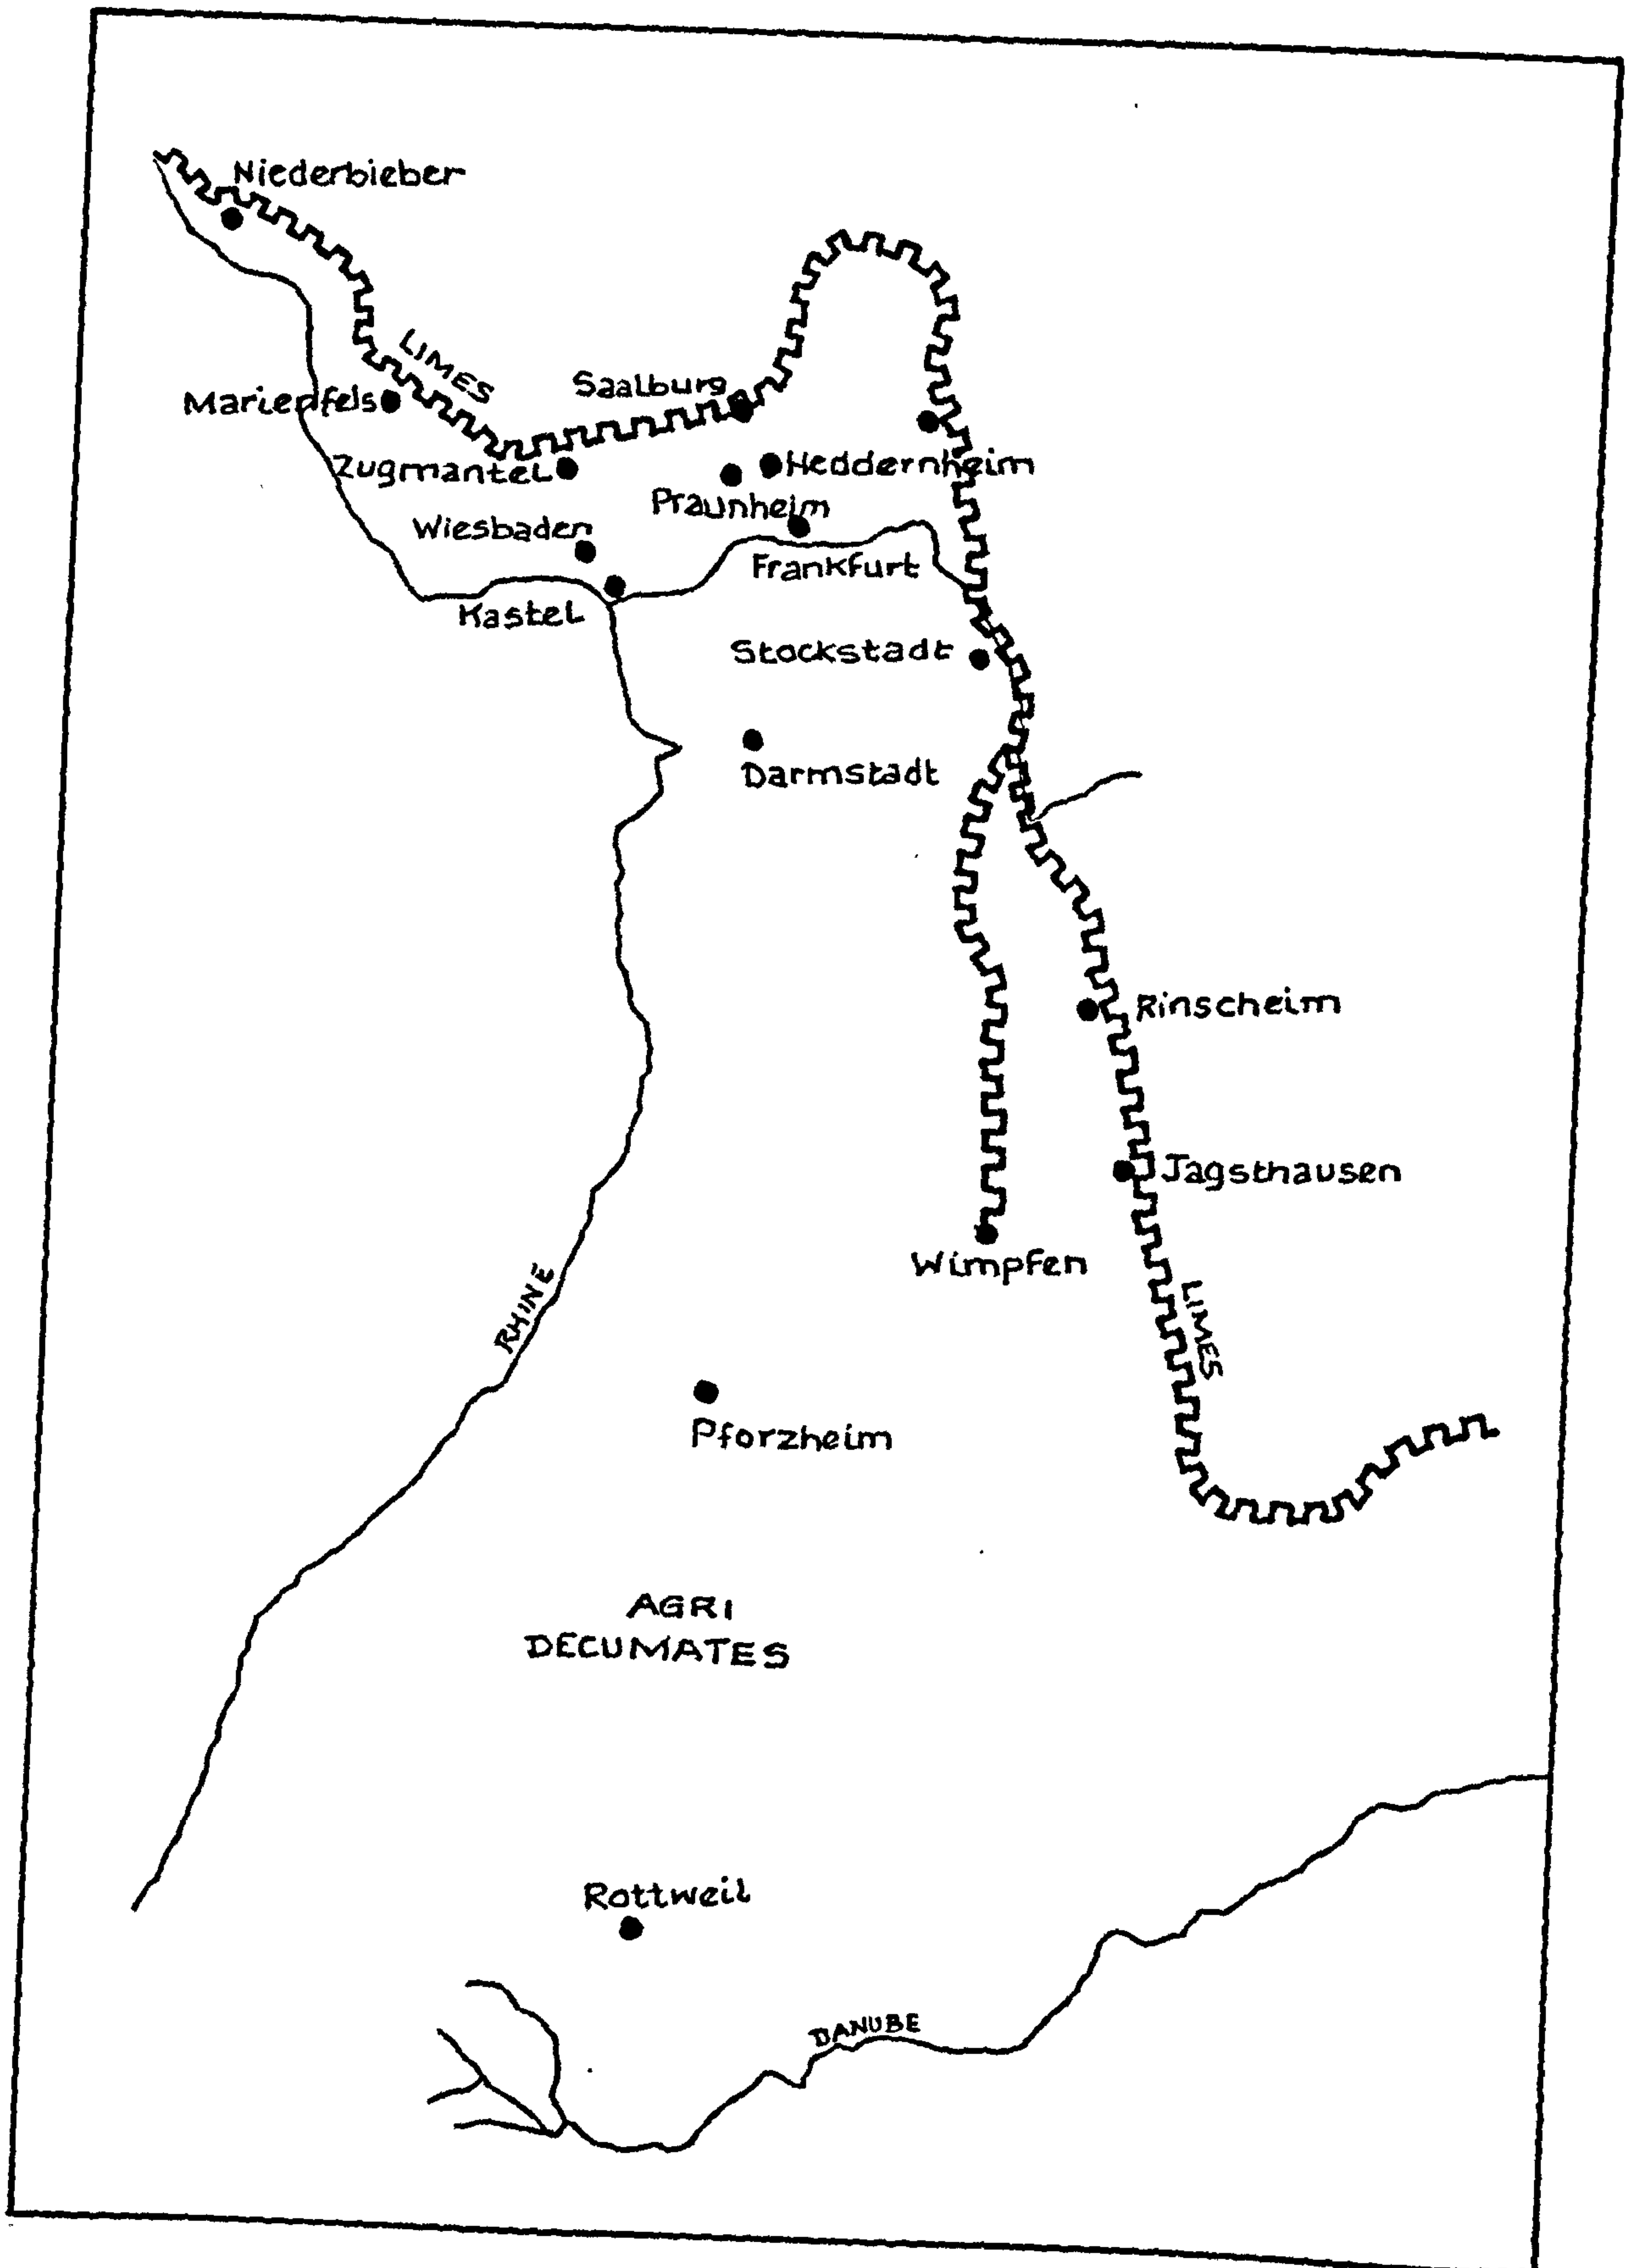 Niederbieber
LIMES
Saalburg
Marienfels
Zugmantel
Heddernheim
Praunheim
Wiesbaden
Frankfurt
Kastel
Stockstadt
Darmstadt
Rinscheim
Jagsthausen
Wimpfen
RHINE
LIMES
Pforzheim
AGRI
DECUMATES
Rottweil
DANUBE